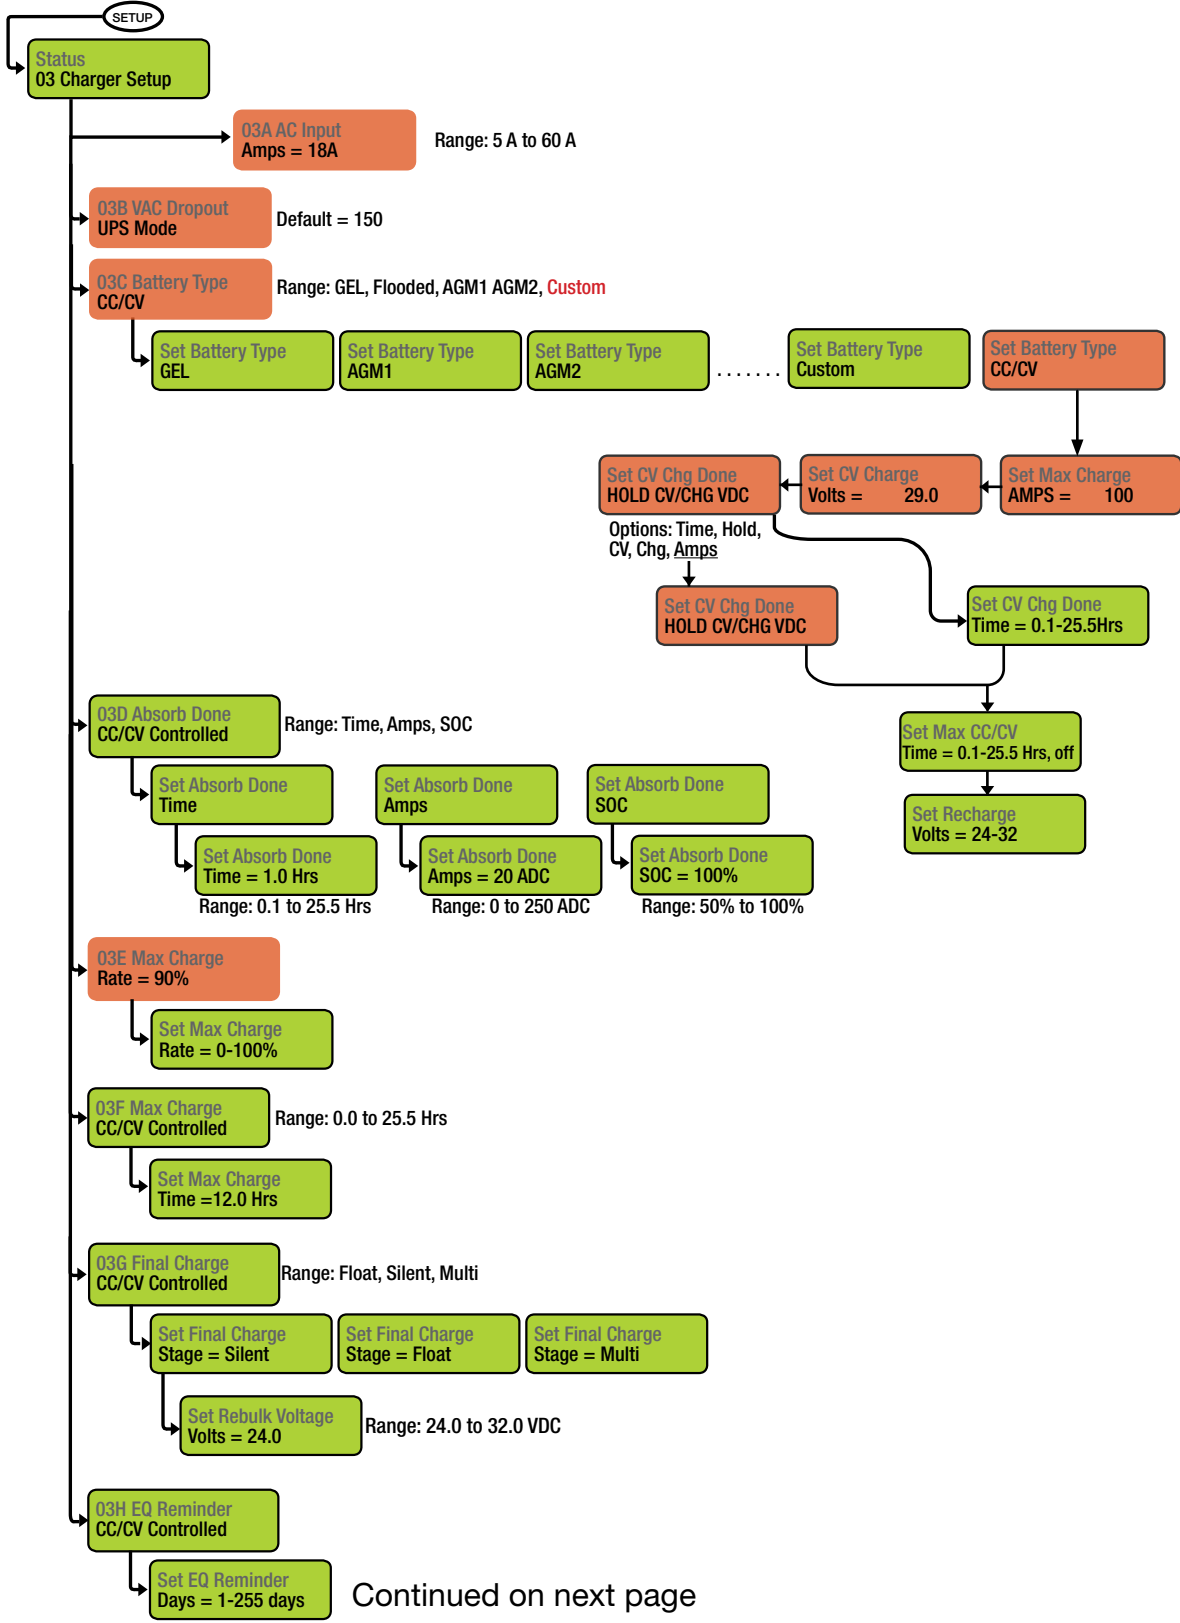 SETUP
Status
03 Charger Setup
03A AC Input
Amps = 18A
Range: 5 A to 60 A
03B VAC Dropout
UPS Mode
Default = 150
03C Battery Type
CC/CV
Range: GEL, Flooded, AGM1 AGM2, Custom
Set Battery Type
GEL
Set Battery Type
AGM1
Set Battery Type
AGM2
.......
Set Battery Type
Custom
Set Battery Type
CC/CV
Set CV Chg Done
HOLD CV/CHG VDC
Set CV Charge
Volts = 29.0
Set Max Charge
AMPS = 100
Options: Time, Hold,
CV, Chg, Amps
Set CV Chg Done
HOLD CV/CHG VDC
Set CV Chg Done
Time = 0.1-25.5Hrs
03D Absorb Done
CC/CV Controlled
Range: Time, Amps, SOC
Set Max CC/CV
Time = 0.1-25.5 Hrs, off
Set Absorb Done
Time
Set Absorb Done
Amps
Set Absorb Done
SOC
Set Recharge
Volts = 24-32
Set Absorb Done
Time = 1.0 Hrs
Set Absorb Done
Amps = 20 ADC
Set Absorb Done
SOC = 100%
Range: 0.1 to 25.5 Hrs
Range: 0 to 250 ADC
Range: 50% to 100%
03E Max Charge
Rate = 90%
Set Max Charge
Rate = 0-100%
03F Max Charge
CC/CV Controlled
Range: 0.0 to 25.5 Hrs
Set Max Charge
Time =12.0 Hrs
03G Final Charge
CC/CV Controlled
Range: Float, Silent, Multi
Set Final Charge
Stage = Silent
Set Final Charge
Stage = Float
Set Final Charge
Stage = Multi
Set Rebulk Voltage
Volts = 24.0
Range: 24.0 to 32.0 VDC
03H EQ Reminder
CC/CV Controlled
Set EQ Reminder
Days = 1-255 days
Continued on next page